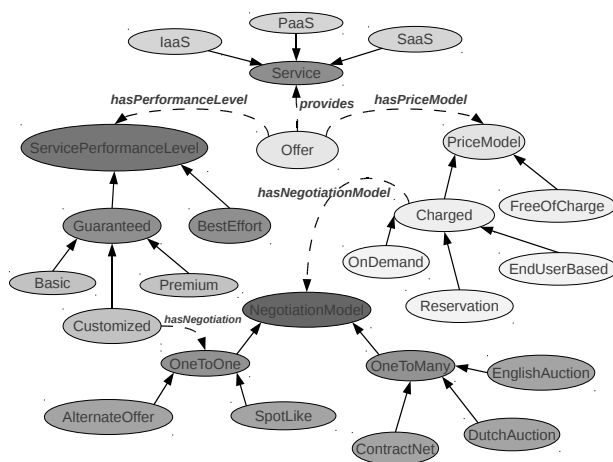 PaaS
IaaS
SaaS
Service
hasPerformanceLevel
provides
hasPriceModel
ServicePerformanceLevel
Offer
PriceModel
hasNegotiationModel
Guaranteed
BestEffort
Charged
FreeOfCharge
OnDemand
EndUserBased
Basic
Premium
Reservation
NegotiationModel
Customized
hasNegotiation
OneToOne
OneToMany
EnglishAuction
AlternateOffer
SpotLike
ContractNet
DutchAuction